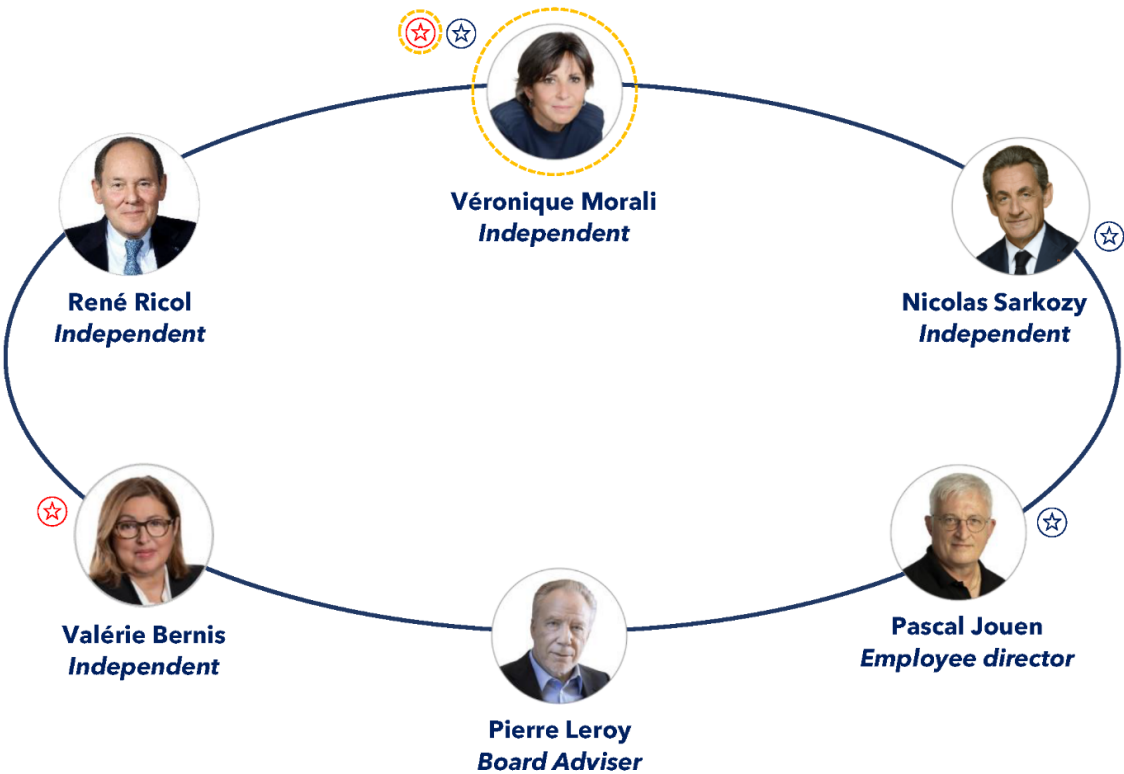 Véronique Morali
Independent
René Ricol
Independent
Nicolas Sarkozy
Independent
Valérie Bernis
Independent
Pascal Jouen
Employee director
Pierre Leroy
Board Adviser